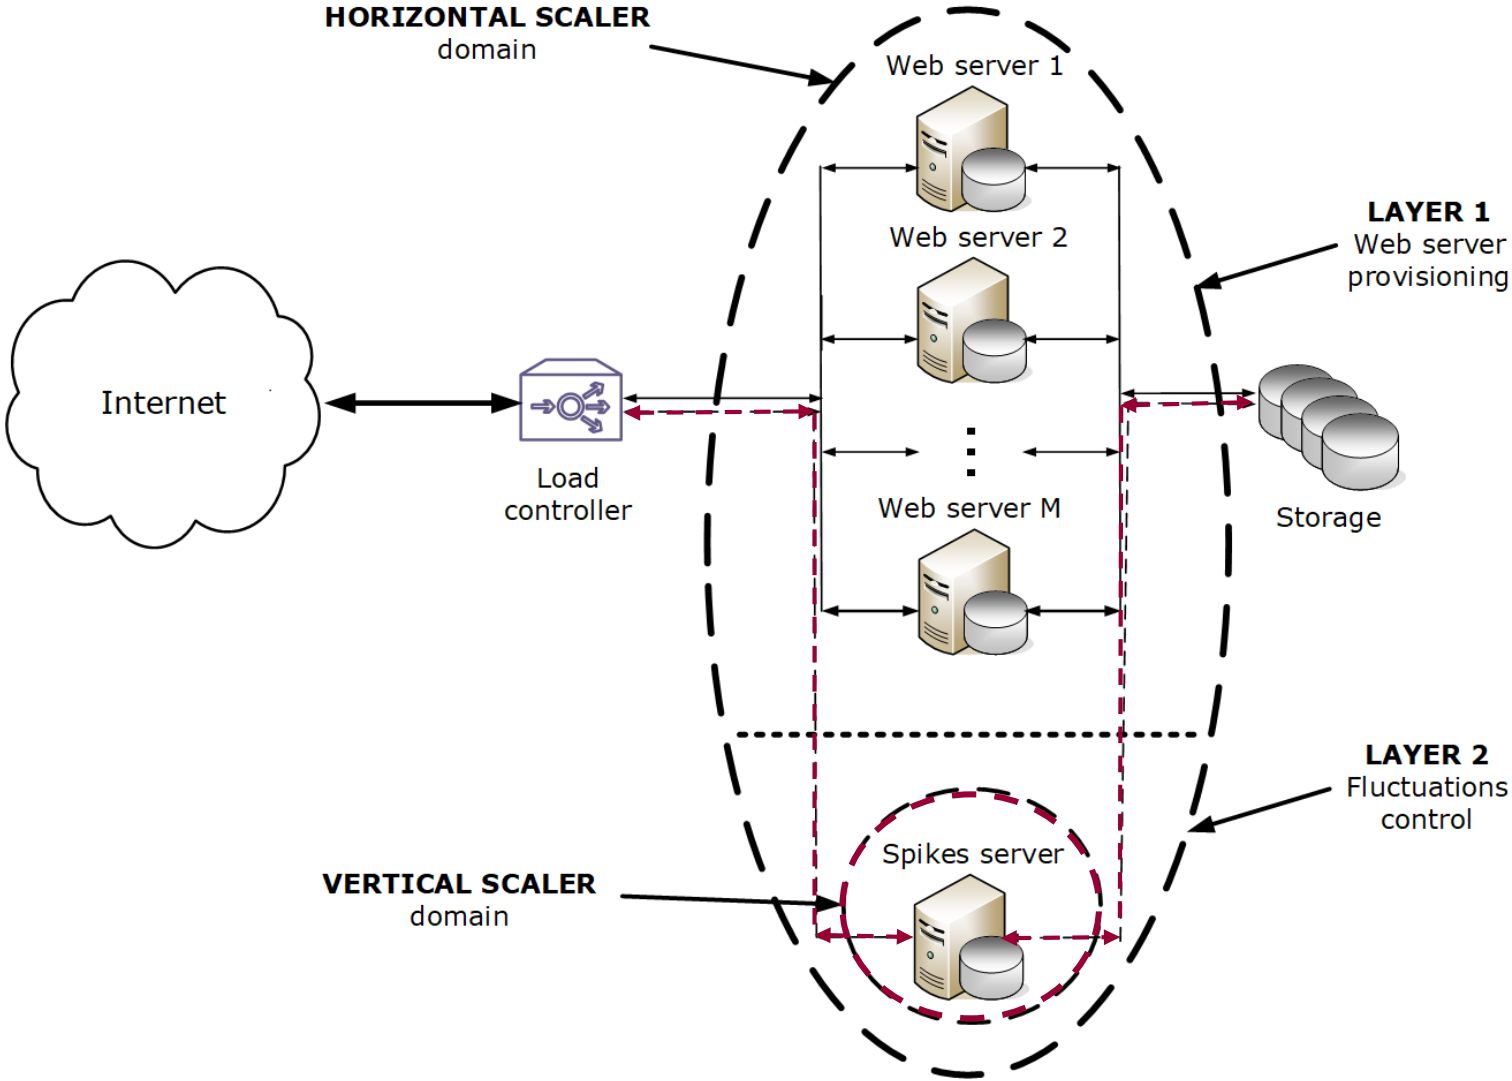 HORIZONTAL SCALER
domain
Web server 1
LAYER 1
Web server
provisioning
Web server 2
Internet
Load
controller
Web server M
Storage
LAYER 2
Fluctuations
control
Spikes server
VERTICAL SCALER
domain